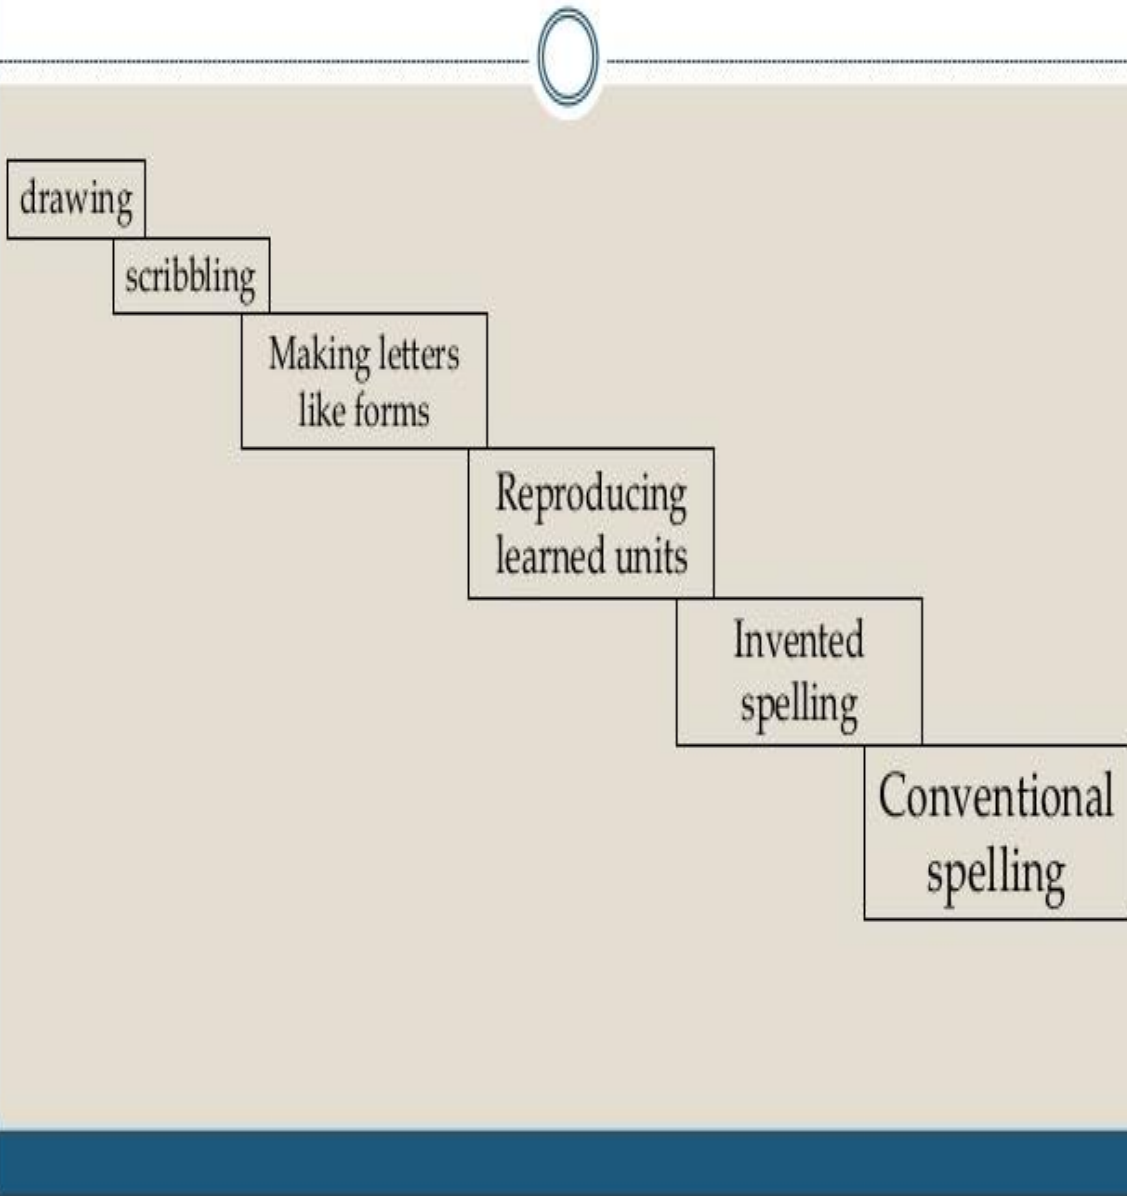 drawing
scribbling
Making letters
like forms
Reproducing
learned units
Invented
spelling
Conventional
spelling